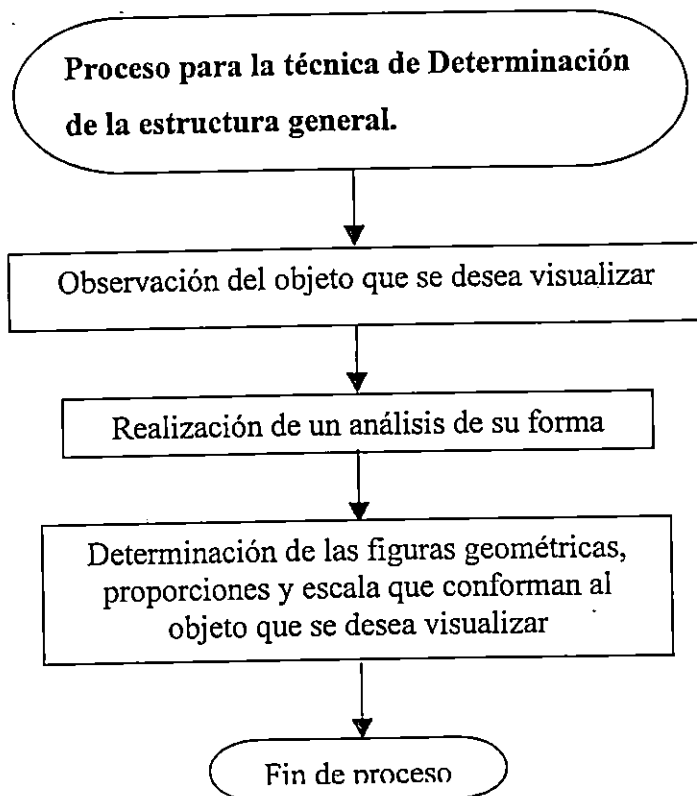 Proceso para la técnica de Determinación
de la estructura general.
Observación del objeto que se desea visualizar
Realización de un análisis de su forma
Determinación de las figuras geométricas,
proporciones y escala que conforman al
objeto que se desea visualizar
Fin de proceso